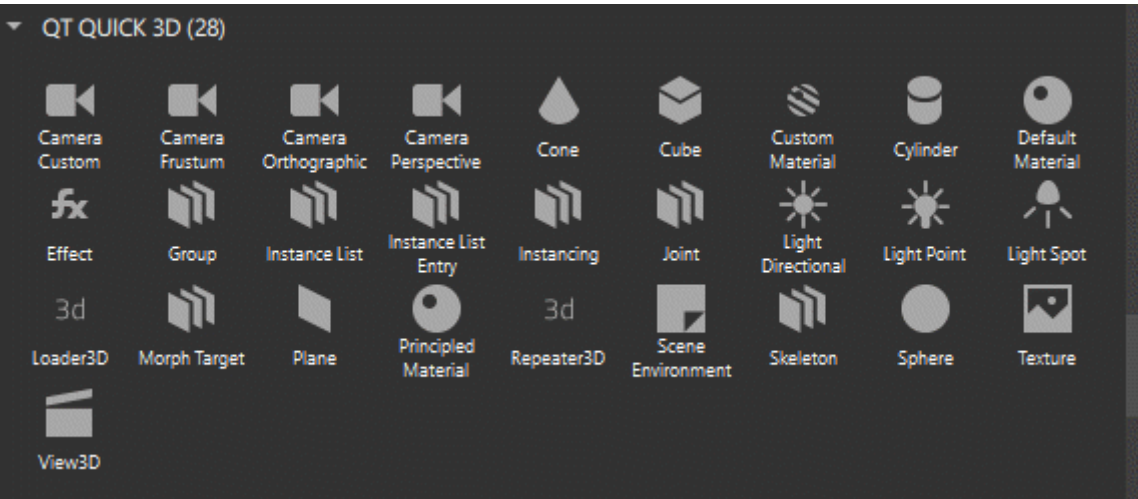 QT QUICK 3D (28)
Camera Custom
Camera Frustum
Camera Orthographic
Camera Perspective
Cone
Cube
Custom Material
Cylinder
Default Material
fx
Effect
Group
Instance List
Instance List Entry
Instancing
Joint
Light Directional
Light Point
Light Spot
3d
Loader3D
Morph Target
Plane
Principled Material
3d
Repeater3D
Scene Environment
Skeleton
Sphere
Texture
View3D